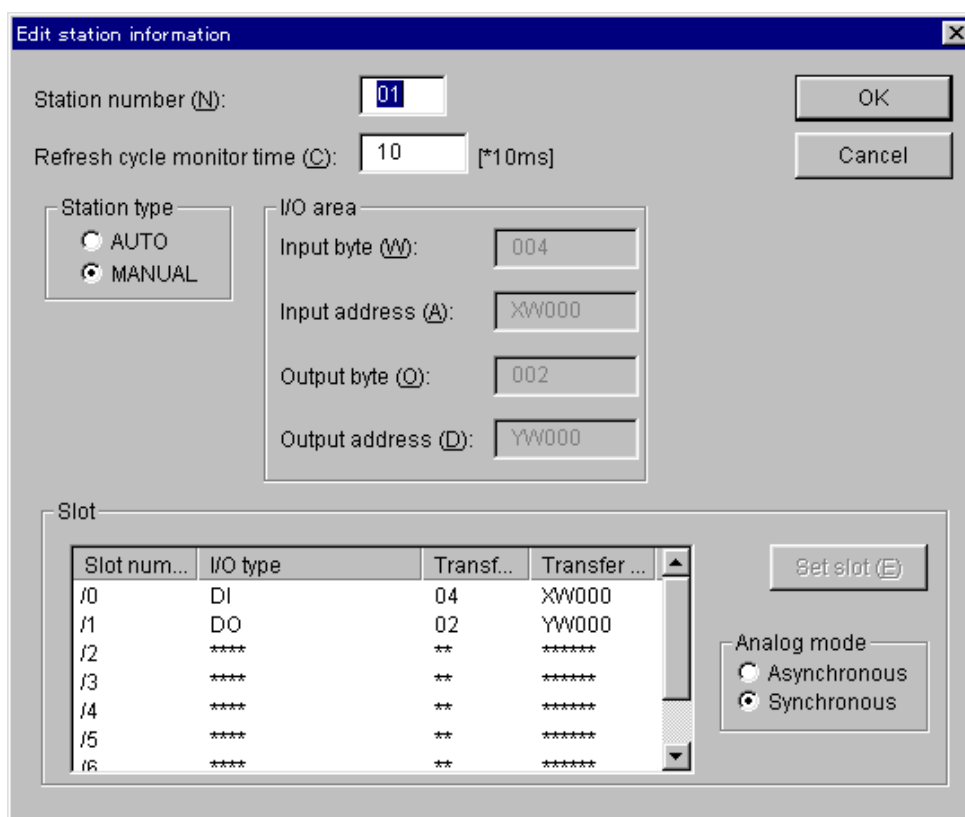 Edit station information
Station number (N): 01
OK
Refresh cycle monitor time (C): 10 [*10ms]
Cancel
Station type
AUTO
MANUAL
I/O area
Input byte (W): 004
Input address (A): XW000
Output byte (O): 002
Output address (D): YW000
Slot
Slot num... I/O type Transf... Transfer ...
/0 DI 04 XW000
/1 DO 02 YW000
/2 **** ** ******
/3 **** ** ******
/4 **** ** ******
/5 **** ** ******
/6 **** ** ******
Set slot (E)
Analog mode
Asynchronous
Synchronous